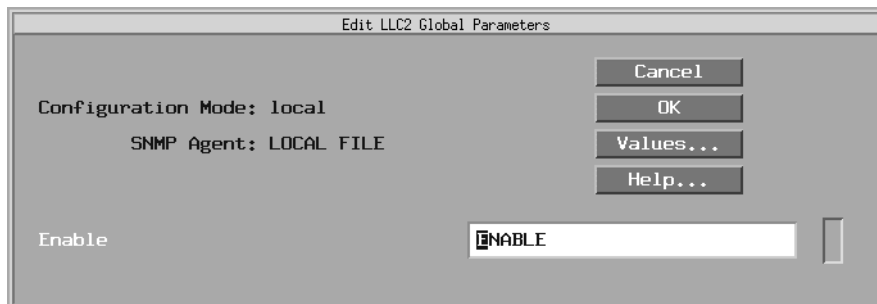 Edit LLC2 Global Parameters
Cancel
Configuration Mode: local
OK
SNMP Agent: LOCAL FILE
Values...
Help...
Enable
ENABLE